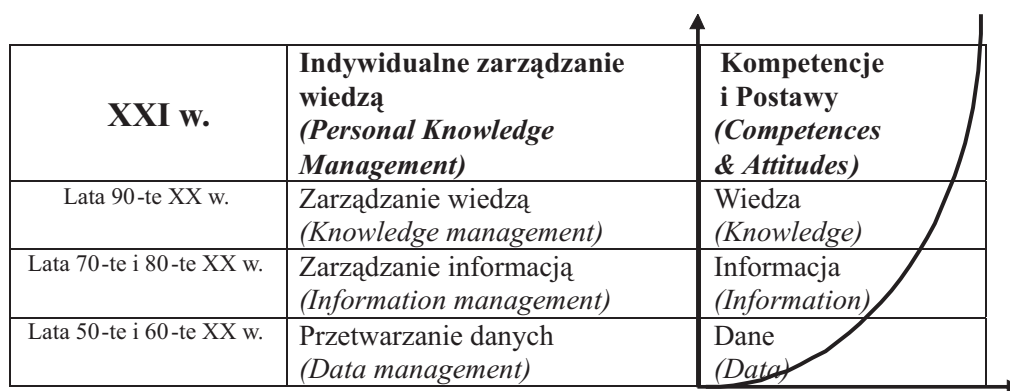 XXI w.
Indywidualne zarządzanie
wiedzą
(Personal Knowledge
Management)
Kompetencje
i Postawy
(Competences
& Attitudes)
Lata 90-te XX w.
Zarządzanie wiedzą
(Knowledge management)
Wiedza
(Knowledge)
Lata 70-te i 80-te XX w.
Zarządzanie informacją
(Information management)
Informacja
(Information)
Lata 50-te i 60-te XX w.
Przetwarzanie danych
(Data management)
Dane
(Data)